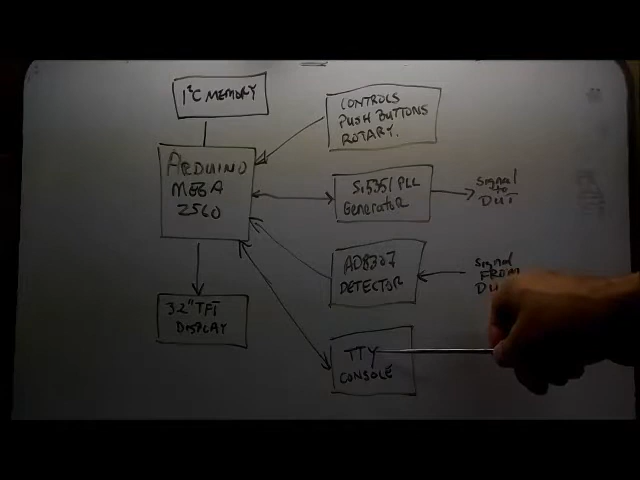 I²C MEMORY
CONTROLS
PUSH BUTTONS
ROTARY.
ARDUINO
MEGA
2560
Si5351 PLL
Generator
Signal
to
DUT
AD8307
DETECTOR
Signal
FROM
DU
3.2" TFT
DISPLAY
TTY
CONSOLE